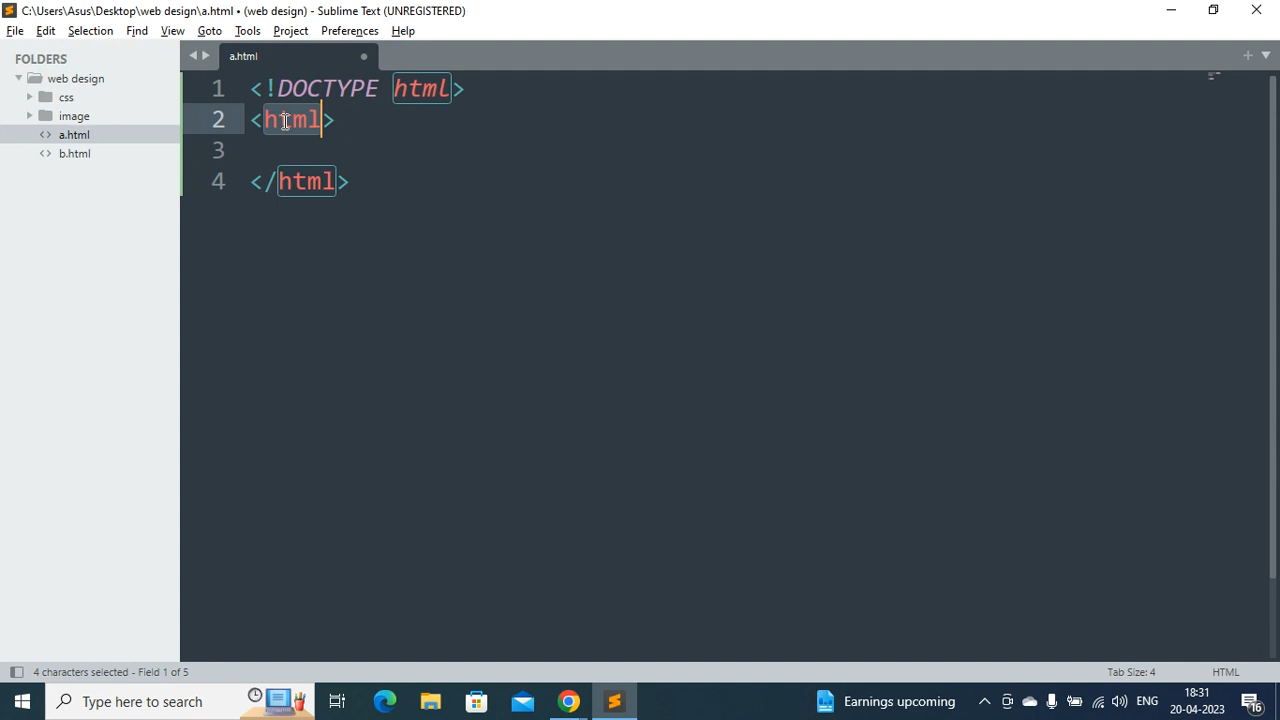 C:\Users\Asus\Desktop\web design\a.html • (web design) - Sublime Text (UNREGISTERED)
File Edit Selection Find View Goto Tools Project Preferences Help
FOLDERS
web design
css
image
a.html
b.html
a.html
1 <!DOCTYPE html>
2 <html>
3
4 </html>
4 characters selected - Field 1 of 5
Tab Size: 4
HTML
Type here to search
Earnings upcoming
ENG
18:31
20-04-2023
16